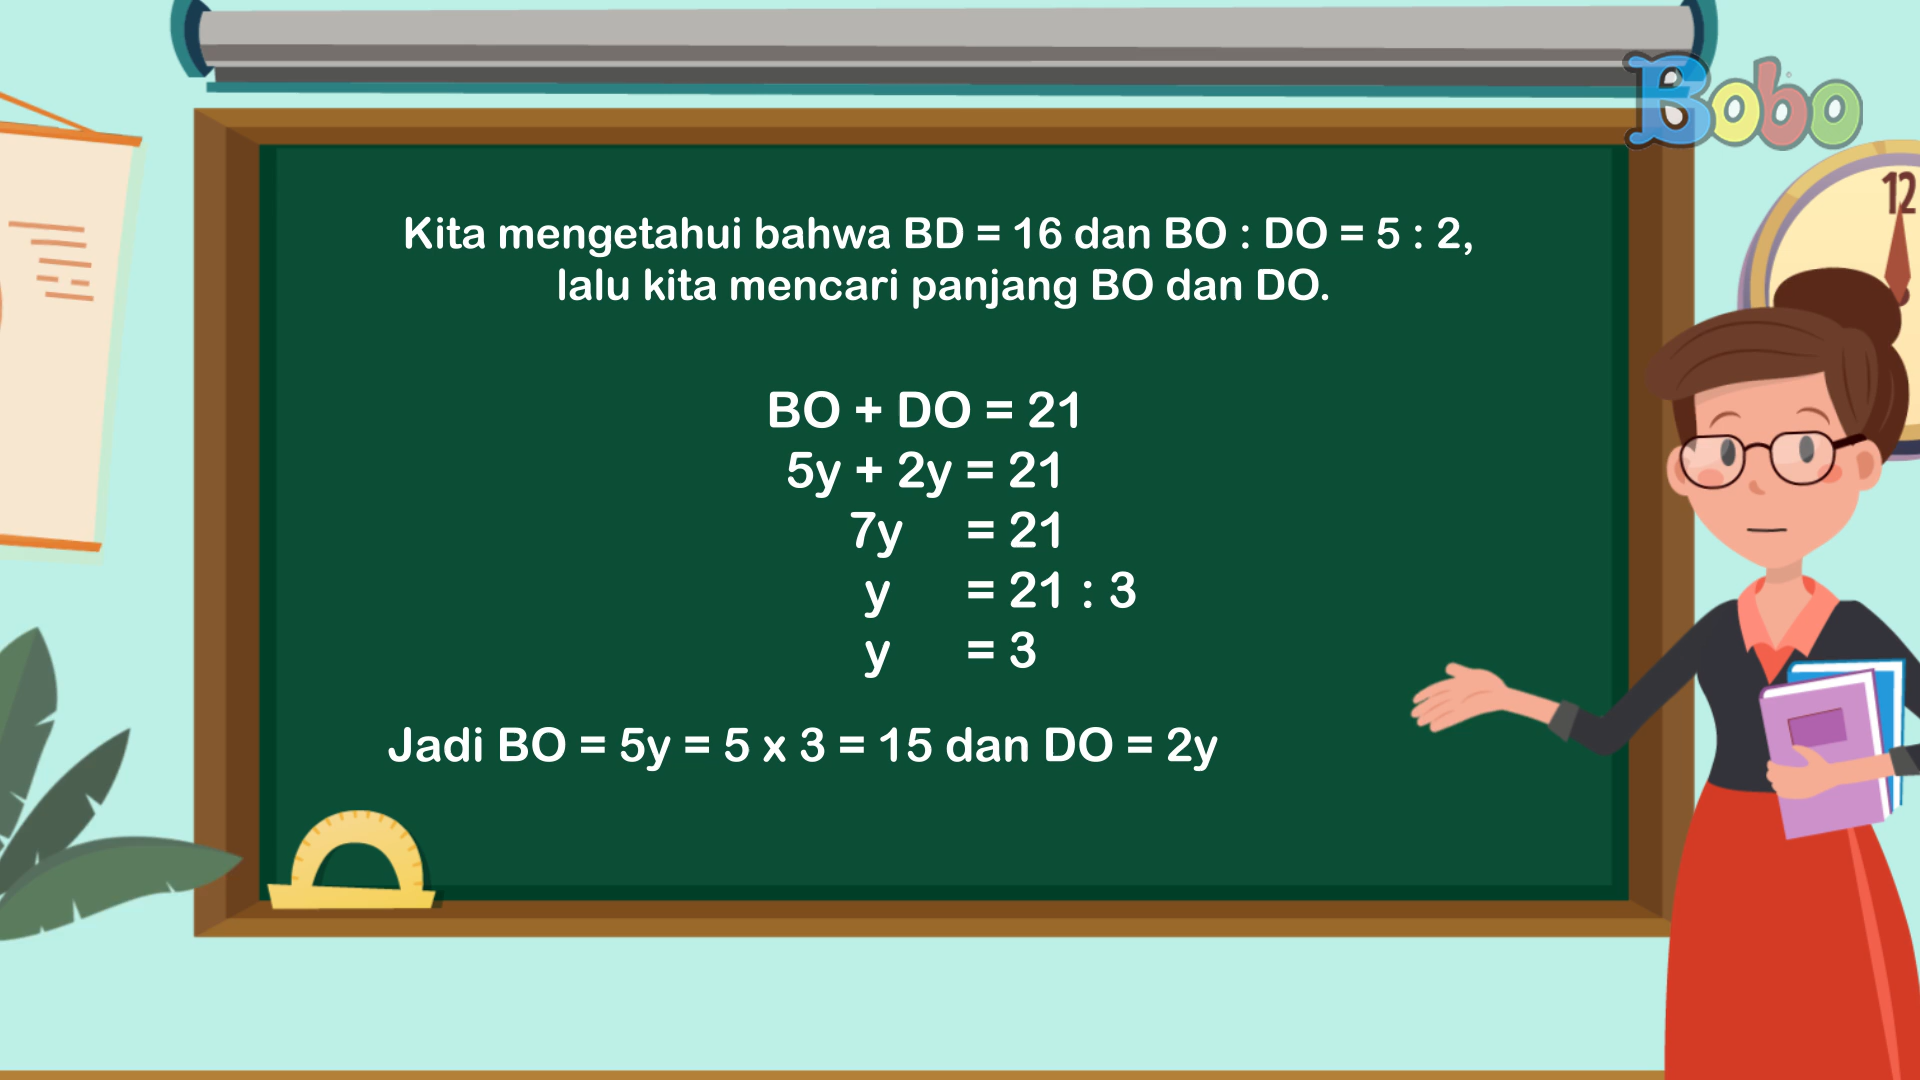 Bobo
12
Kita mengetahui bahwa BD = 16 dan BO : DO = 5 : 2,
lalu kita mencari panjang BO dan DO.
BO + DO = 21
5y + 2y = 21
7y = 21
y = 21 : 3
y = 3
Jadi BO = 5y = 5 x 3 = 15 dan DO = 2y